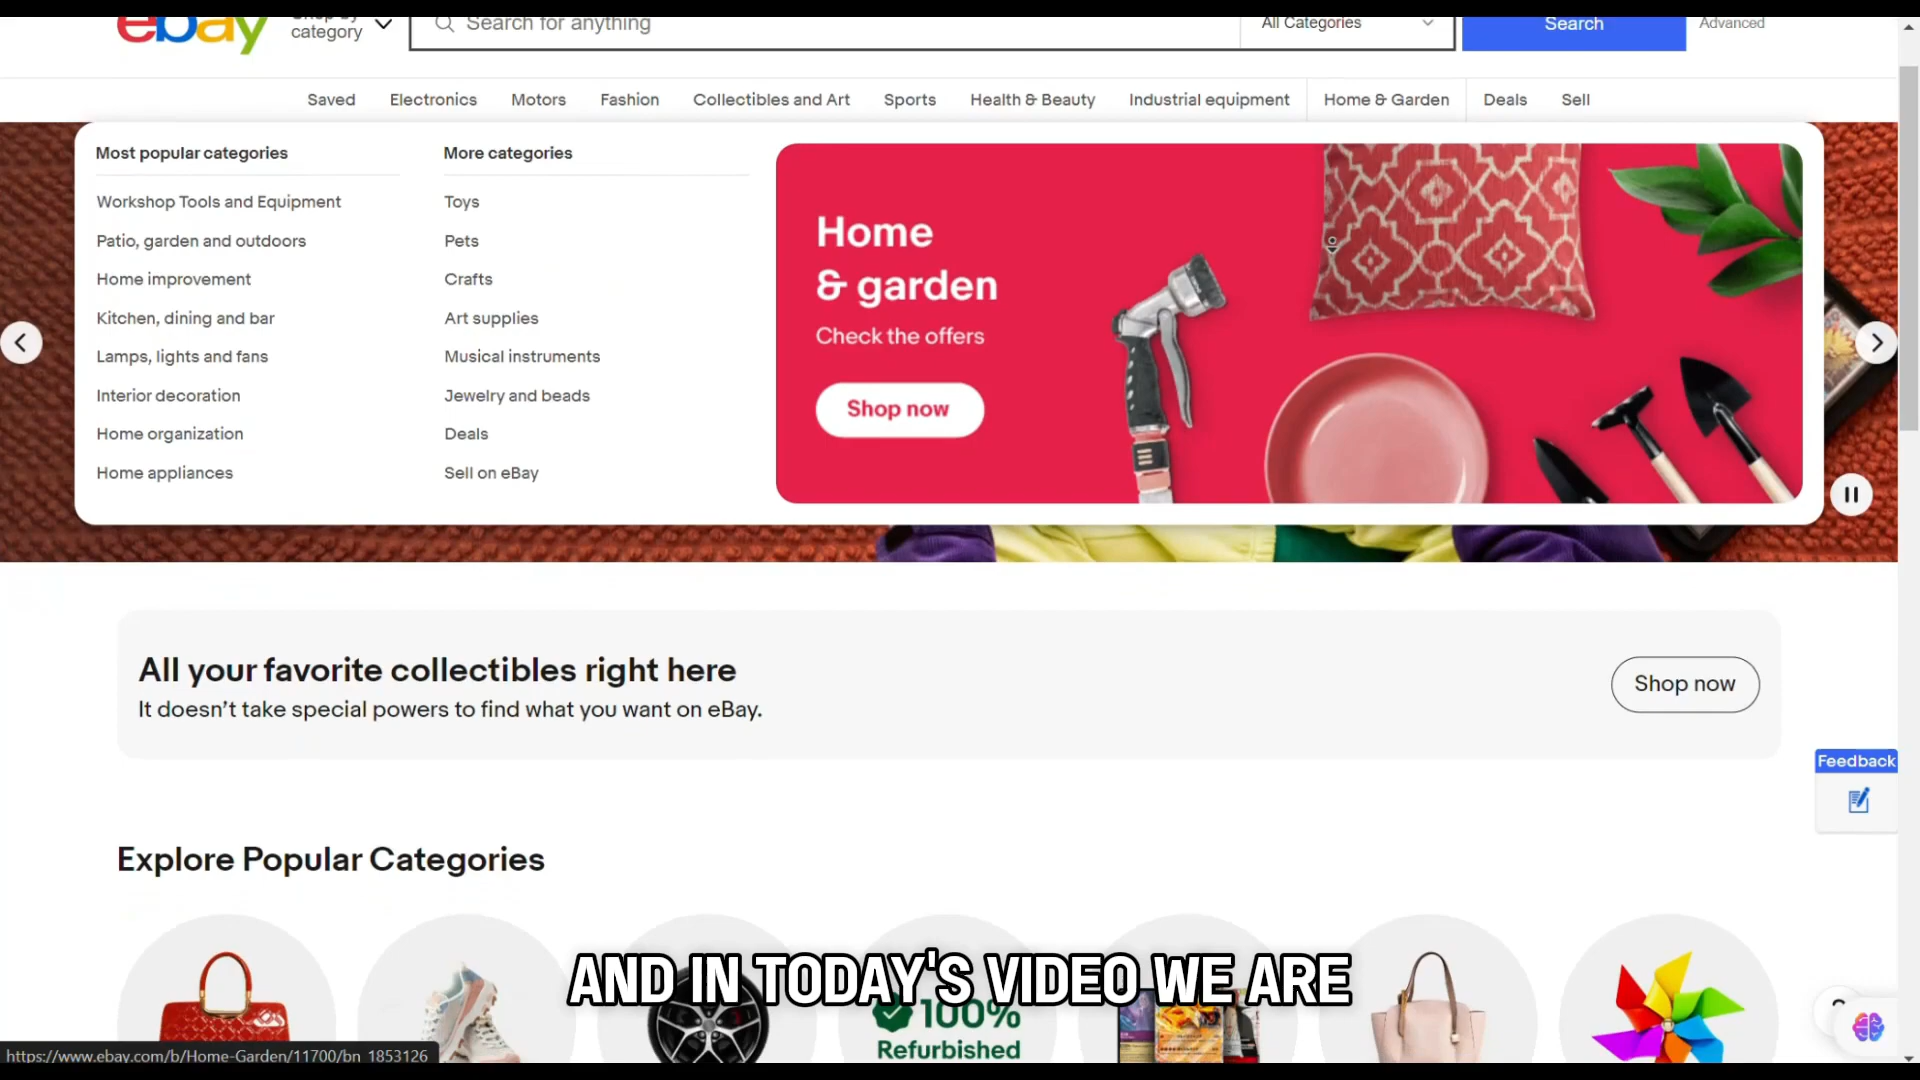 ebay
Shop by
category
Search for anything
All Categories
Search
Advanced
Saved
Electronics
Motors
Fashion
Collectibles and Art
Sports
Health & Beauty
Industrial equipment
Home & Garden
Deals
Sell
Most popular categories
Workshop Tools and Equipment
Patio, garden and outdoors
Home improvement
Kitchen, dining and bar
Lamps, lights and fans
Interior decoration
Home organization
Home appliances
More categories
Toys
Pets
Crafts
Art supplies
Musical instruments
Jewelry and beads
Deals
Sell on eBay
Home
& garden
Check the offers
Shop now
All your favorite collectibles right here
It doesn't take special powers to find what you want on eBay.
Shop now
Feedback
Explore Popular Categories
100%
Refurbished
AND IN TODAY'S VIDEO WE ARE
https://www.ebay.com/b/Home-Garden/11700/bn_1853126